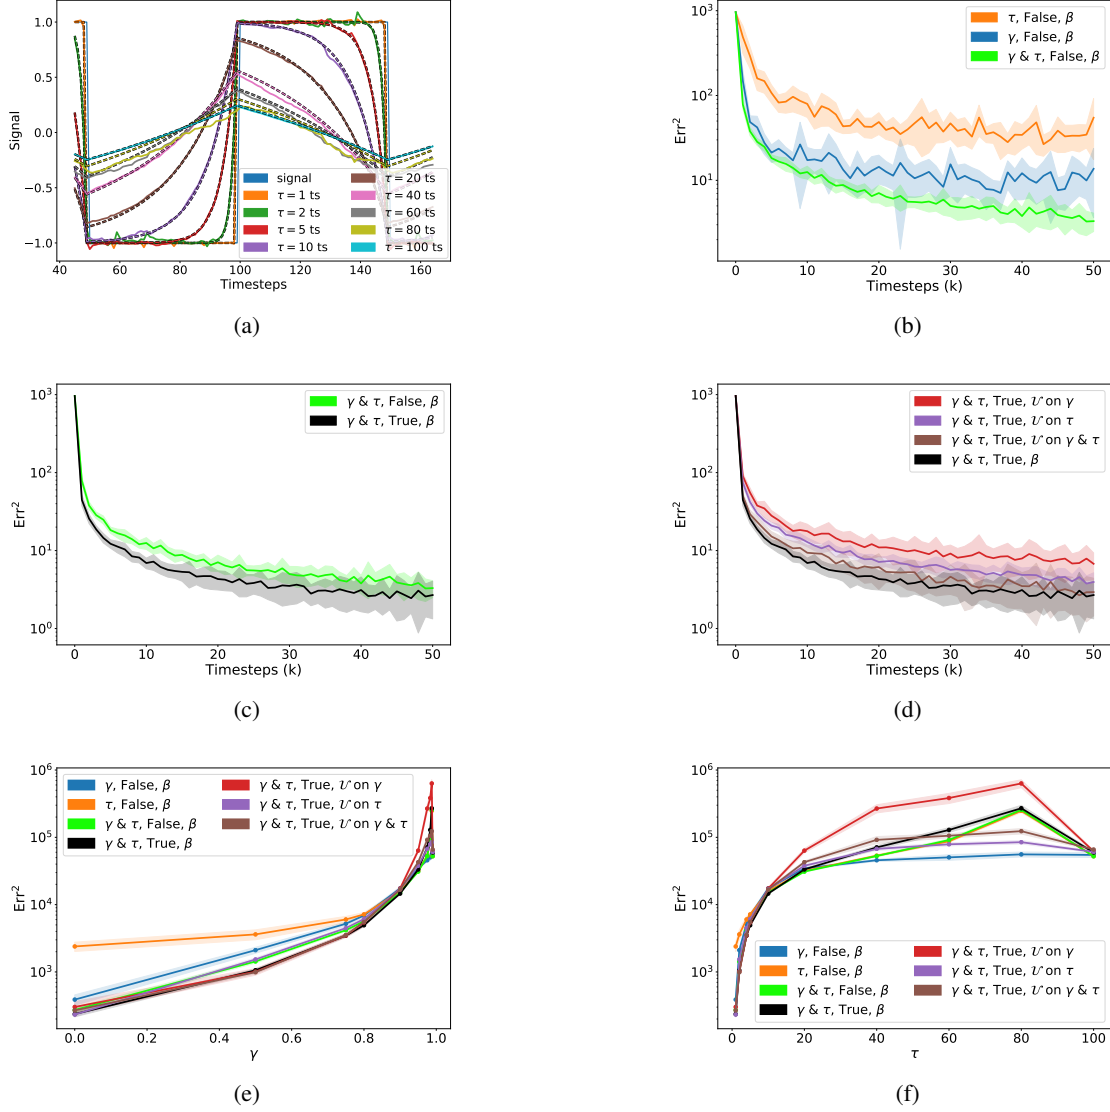 1.0
0.5
0.0
−0.5
−1.0
Signal
signal
τ = 1 ts
τ = 2 ts
τ = 5 ts
τ = 10 ts
τ = 20 ts
τ = 40 ts
τ = 60 ts
τ = 80 ts
τ = 100 ts
40 60 80 100 120 140 160
Timesteps
(a)
10³
10²
10¹
Err²
τ, False, β
γ, False, β
γ & τ, False, β
0 10 20 30 40 50
Timesteps (k)
(b)
10³
10²
10¹
10⁰
Err²
γ & τ, False, β
γ & τ, True, β
0 10 20 30 40 50
Timesteps (k)
(c)
10³
10²
10¹
10⁰
Err²
γ & τ, True, 𝒰 on γ
γ & τ, True, 𝒰 on τ
γ & τ, True, 𝒰 on γ & τ
γ & τ, True, β
0 10 20 30 40 50
Timesteps (k)
(d)
10⁶
10⁵
10⁴
10³
Err²
γ, False, β
τ, False, β
γ & τ, False, β
γ & τ, True, β
γ & τ, True, 𝒰 on γ
γ & τ, True, 𝒰 on τ
γ & τ, True, 𝒰 on γ & τ
0.0 0.2 0.4 0.6 0.8 1.0
γ
(e)
10⁶
10⁵
10⁴
10³
Err²
γ, False, β
τ, False, β
γ & τ, False, β
γ & τ, True, β
γ & τ, True, 𝒰 on γ
γ & τ, True, 𝒰 on τ
γ & τ, True, 𝒰 on γ & τ
0 20 40 60 80 100
τ
(f)